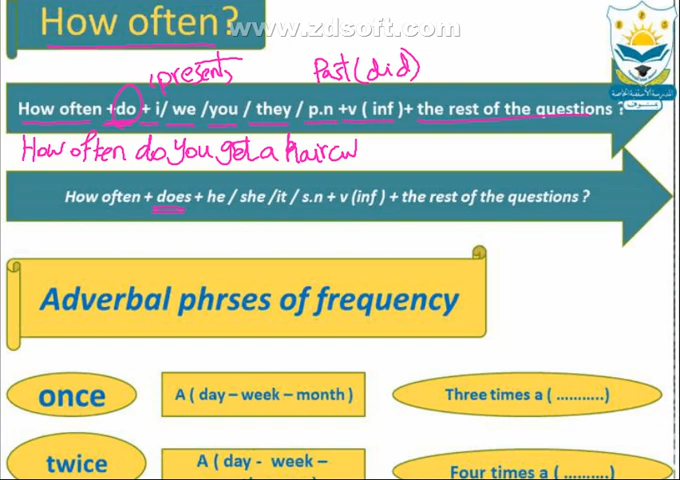 How often?
www.zdsoft.com
present
Past (did)
How often +do + i/ we /you / they / p.n +v ( inf )+ the rest of the questions ?
How often do you get a haircu
How often + does + he / she /it / s.n + v (inf ) + the rest of the questions ?
Adverbal phrses of frequency
once
A ( day – week – month )
Three times a ( ...........)
twice
A ( day - week –
Four times a ( ..........)